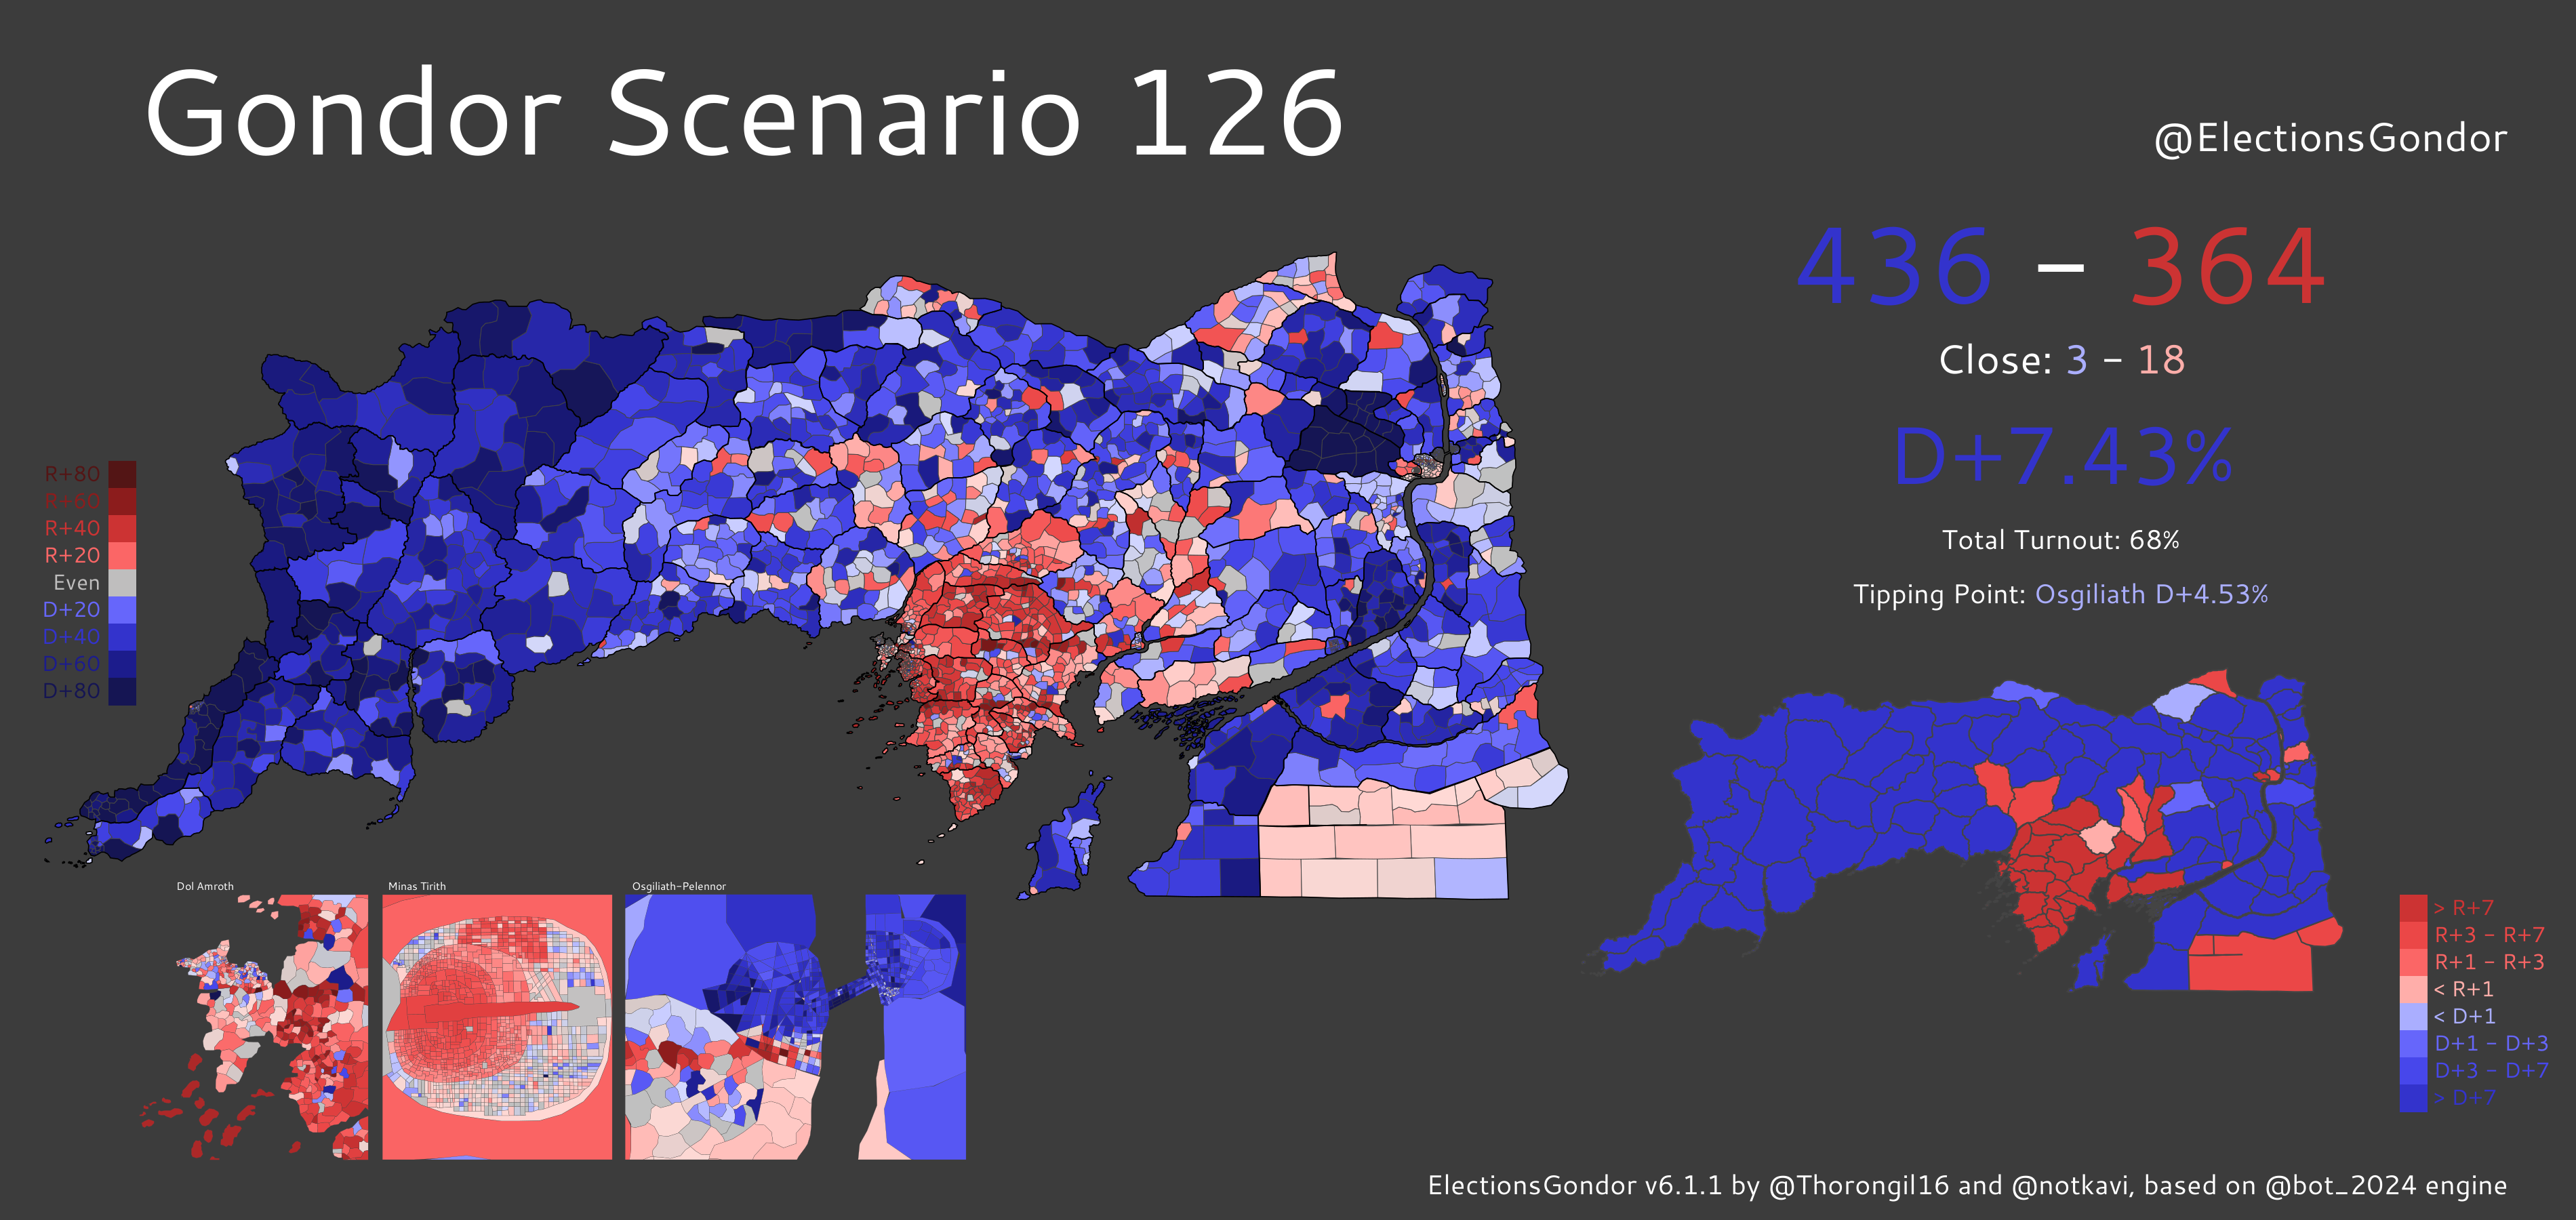 Gondor Scenario 126
@ElectionsGondor
436 – 364
Close: 3 – 18
D+7.43%
Total Turnout: 68%
Tipping Point: Osgiliath D+4.53%
R+80
R+60
R+40
R+20
Even
D+20
D+40
D+60
D+80
Dol Amroth
Minas Tirith
Osgiliath-Pelennor
> R+7
R+3 – R+7
R+1 – R+3
< R+1
< D+1
D+1 – D+3
D+3 – D+7
> D+7
ElectionsGondor v6.1.1 by @Thorongil16 and @notkavi, based on @bot_2024 engine